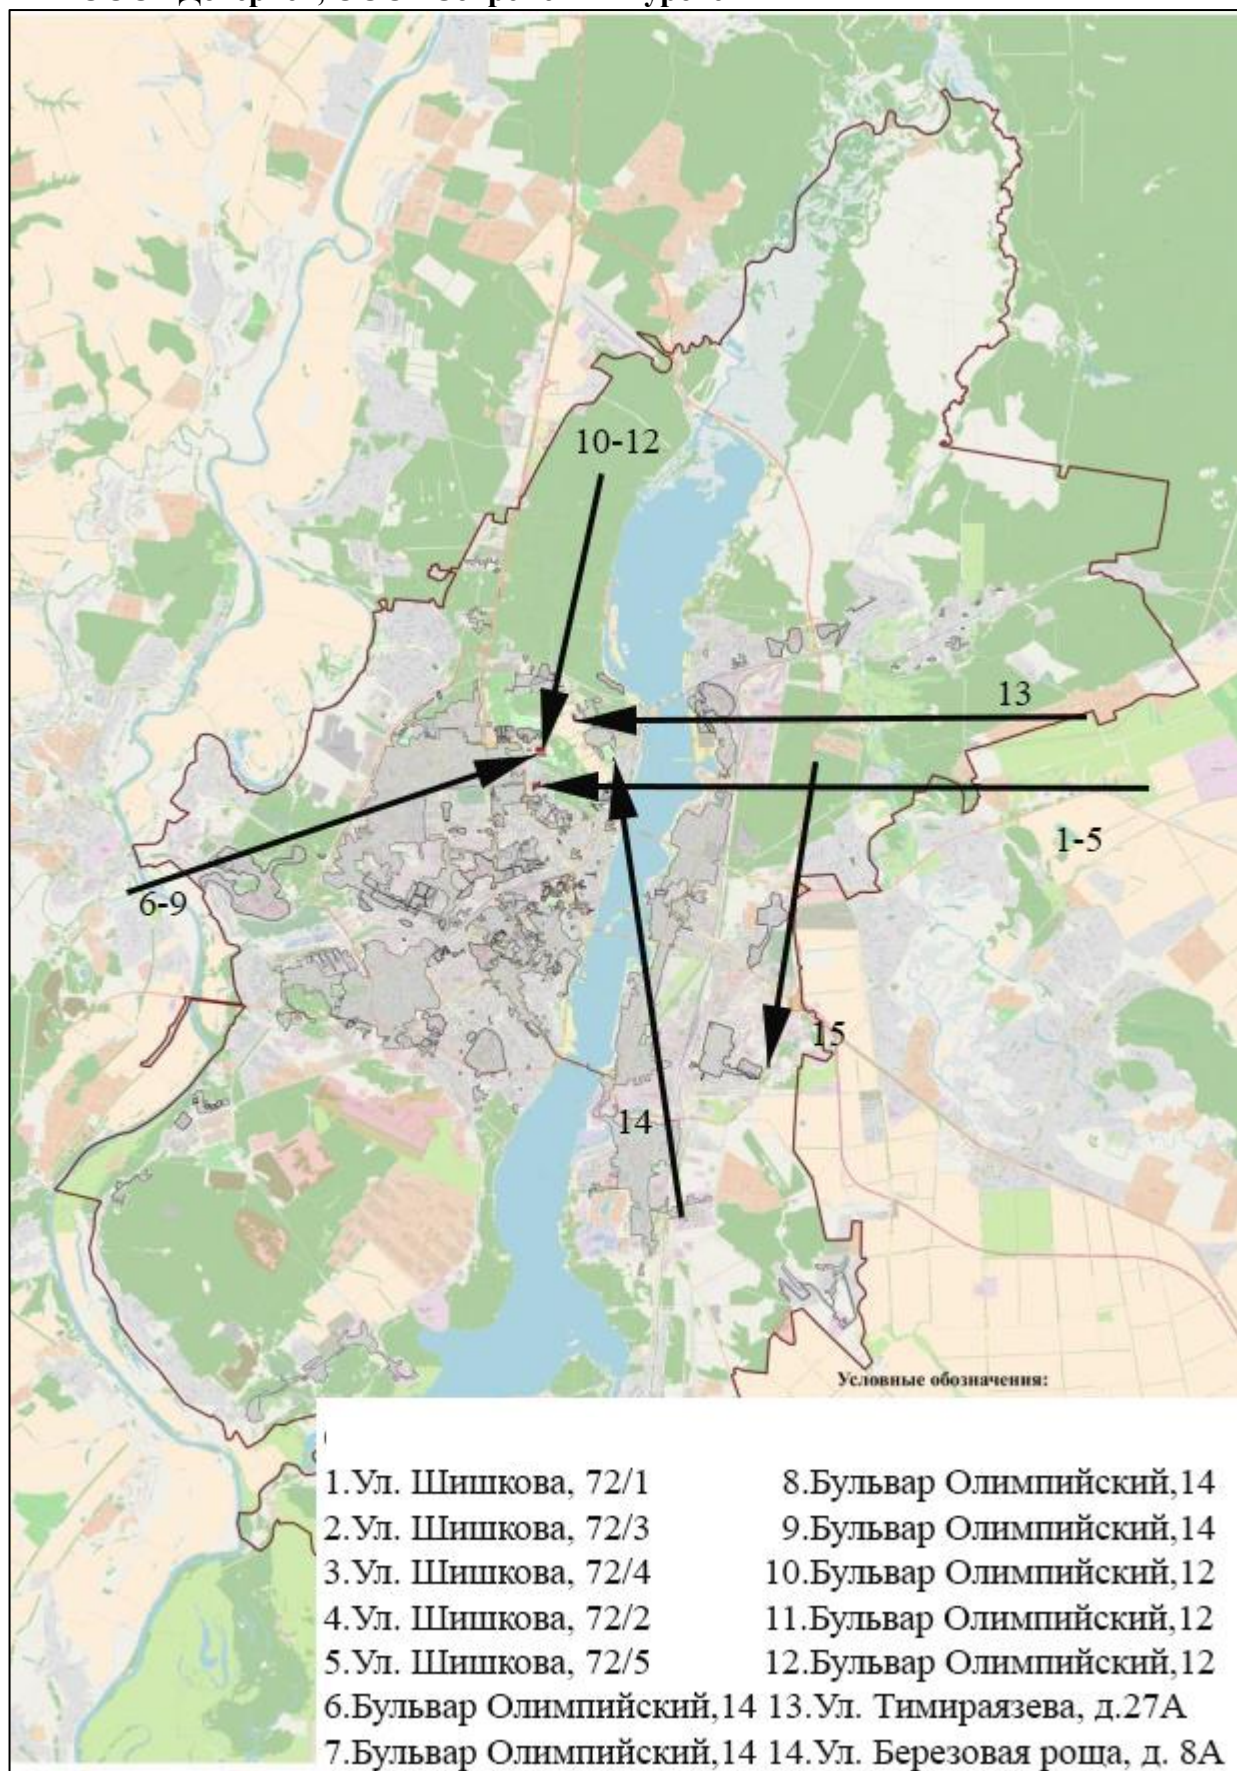 10-12
13
1-5
6-9
15
14
Условные обозначения:
1.Ул. Шишкова, 72/1
2.Ул. Шишкова, 72/3
3.Ул. Шишкова, 72/4
4.Ул. Шишкова, 72/2
5.Ул. Шишкова, 72/5
6.Бульвар Олимпийский,14
7.Бульвар Олимпийский,14
8.Бульвар Олимпийский,14
9.Бульвар Олимпийский,14
10.Бульвар Олимпийский,12
11.Бульвар Олимпийский,12
12.Бульвар Олимпийский,12
13.Ул. Тимираязева, д.27А
14.Ул. Березовая роща, д. 8А